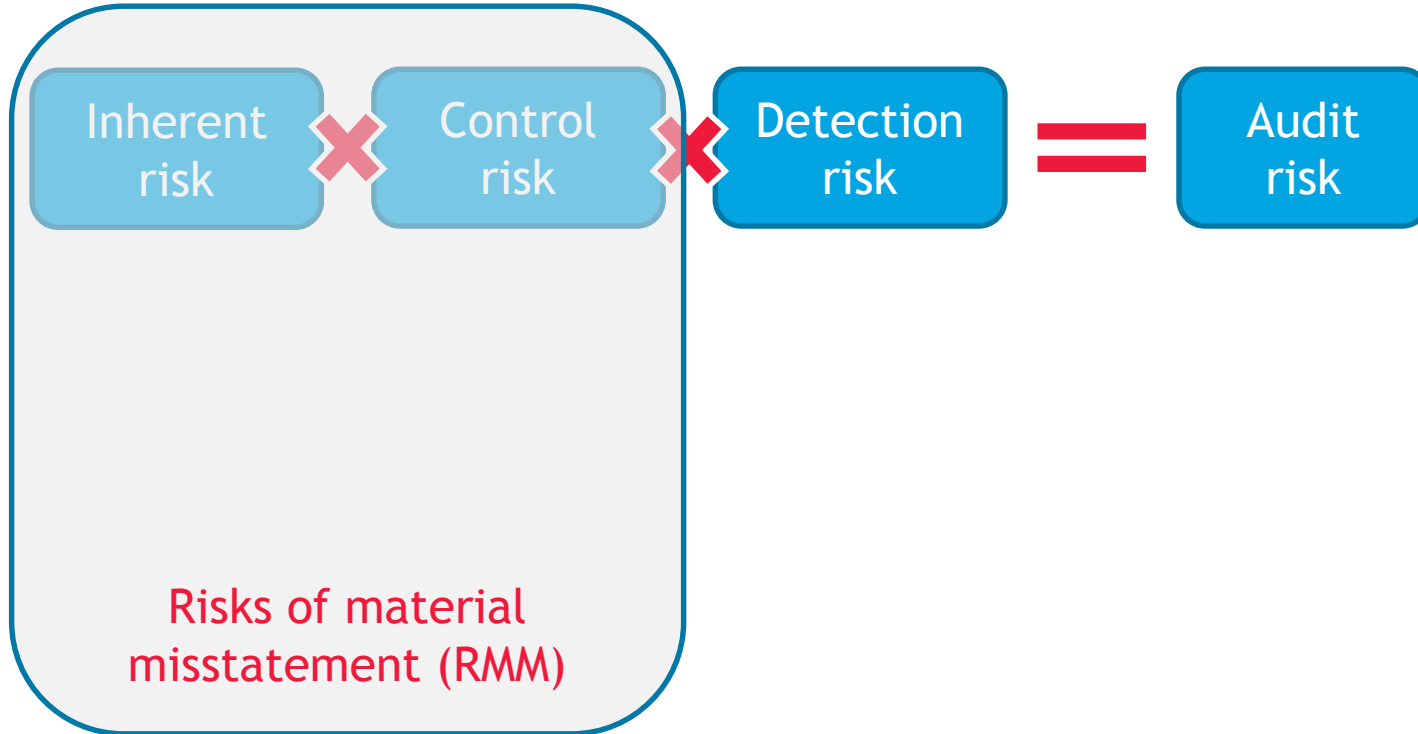 Inherent
risk
Control
risk
Detection
risk
Audit
risk
Risks of material
misstatement (RMM)